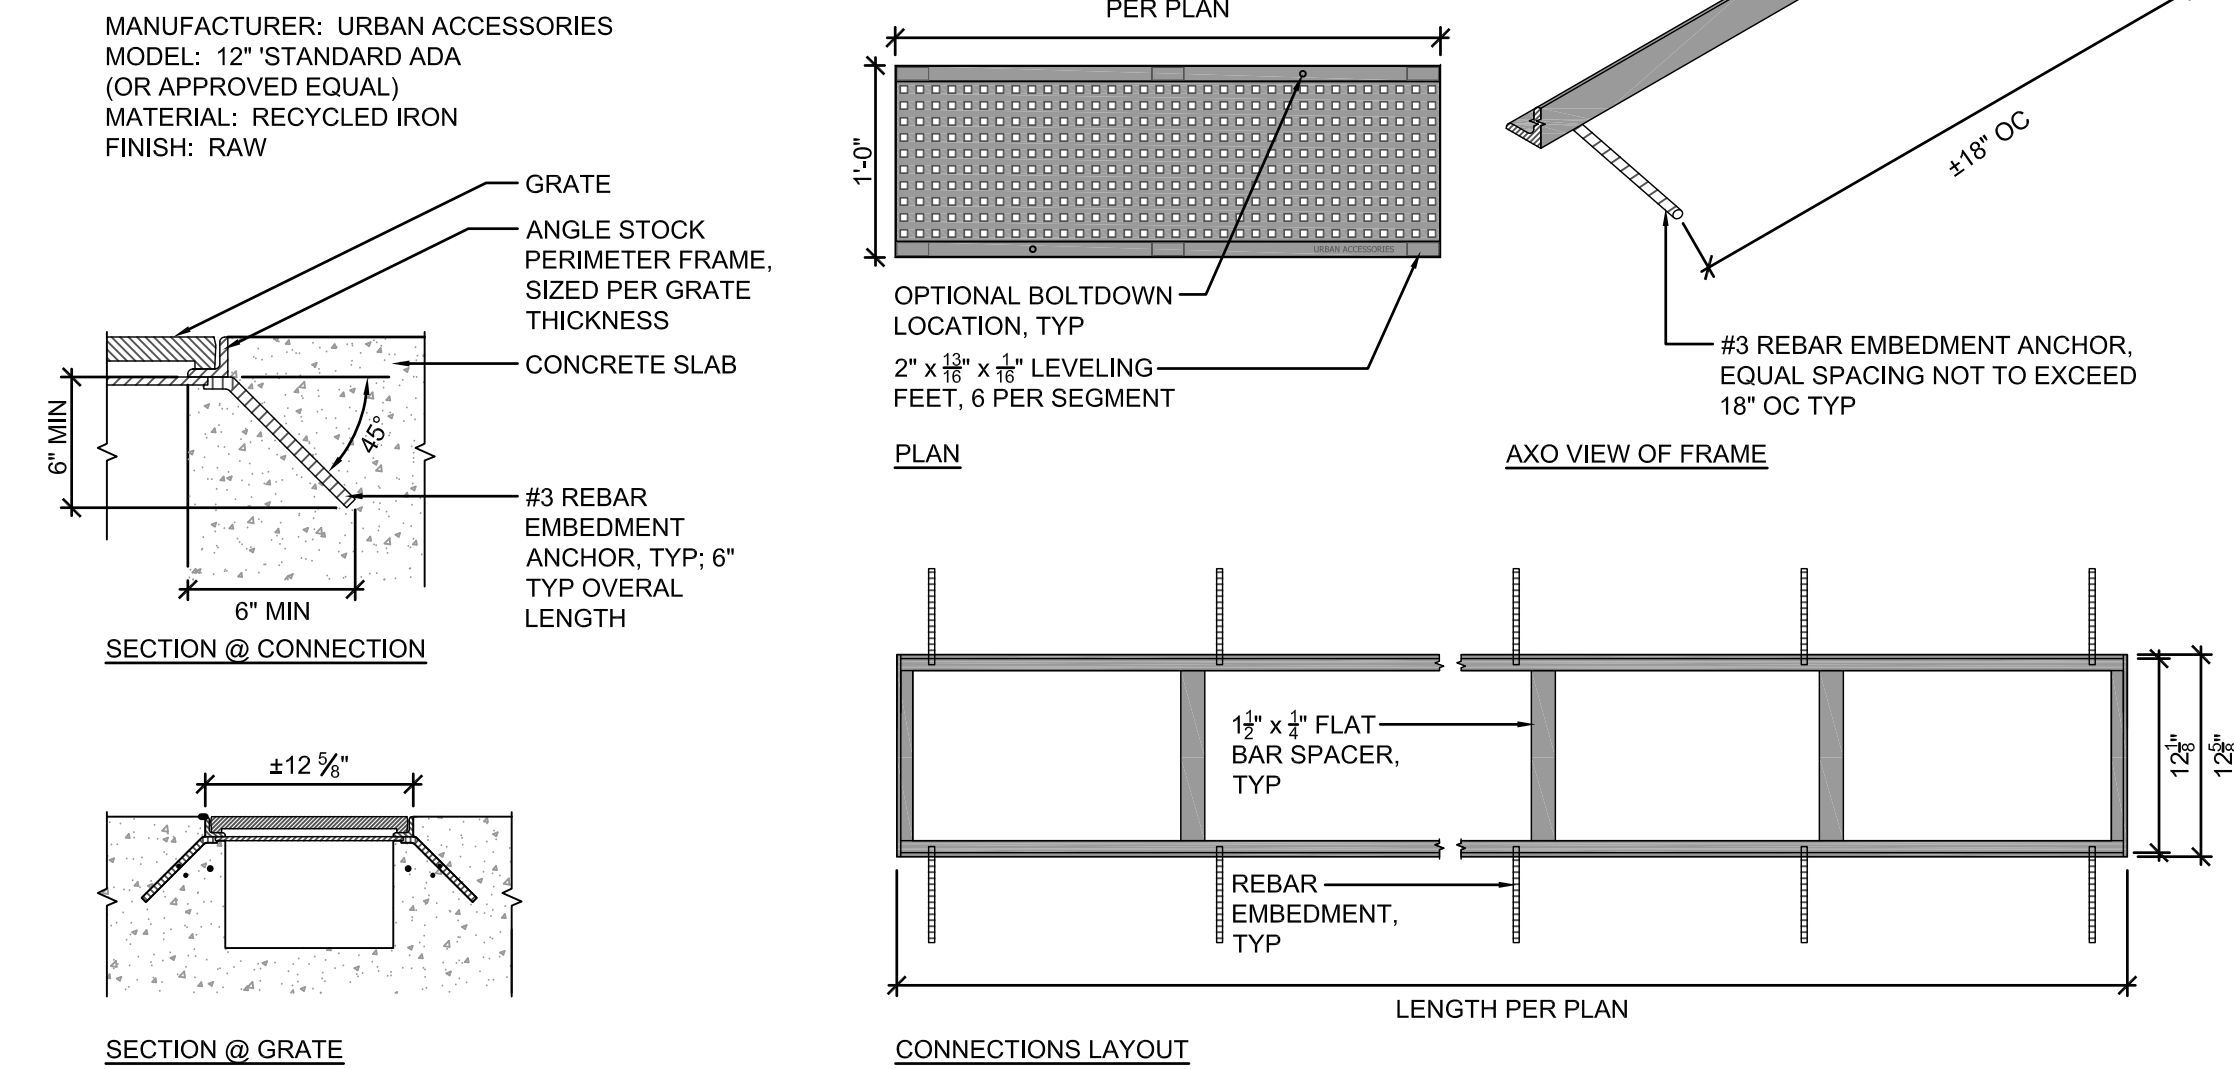 MANUFACTURER: URBAN ACCESSORIES
MODEL: 12" 'STANDARD ADA
(OR APPROVED EQUAL)
MATERIAL: RECYCLED IRON
FINISH: RAW
GRATE
ANGLE STOCK
PERIMETER FRAME,
SIZED PER GRATE
THICKNESS
CONCRETE SLAB
6" MIN
45°
#3 REBAR
EMBEDMENT
ANCHOR, TYP; 6"
TYP OVERAL
LENGTH
6" MIN
SECTION @ CONNECTION
±12 5/8"
SECTION @ GRATE
PER PLAN
1'-0"
URBAN ACCESSORIES
OPTIONAL BOLTDOWN
LOCATION, TYP
2" x 13/16" x 1/16" LEVELING
FEET, 6 PER SEGMENT
PLAN
±18" OC
#3 REBAR EMBEDMENT ANCHOR,
EQUAL SPACING NOT TO EXCEED
18" OC TYP
AXO VIEW OF FRAME
1 1/2" x 1/4" FLAT
BAR SPACER,
TYP
REBAR
EMBEDMENT,
TYP
12 1/8"
12 5/8"
LENGTH PER PLAN
CONNECTIONS LAYOUT